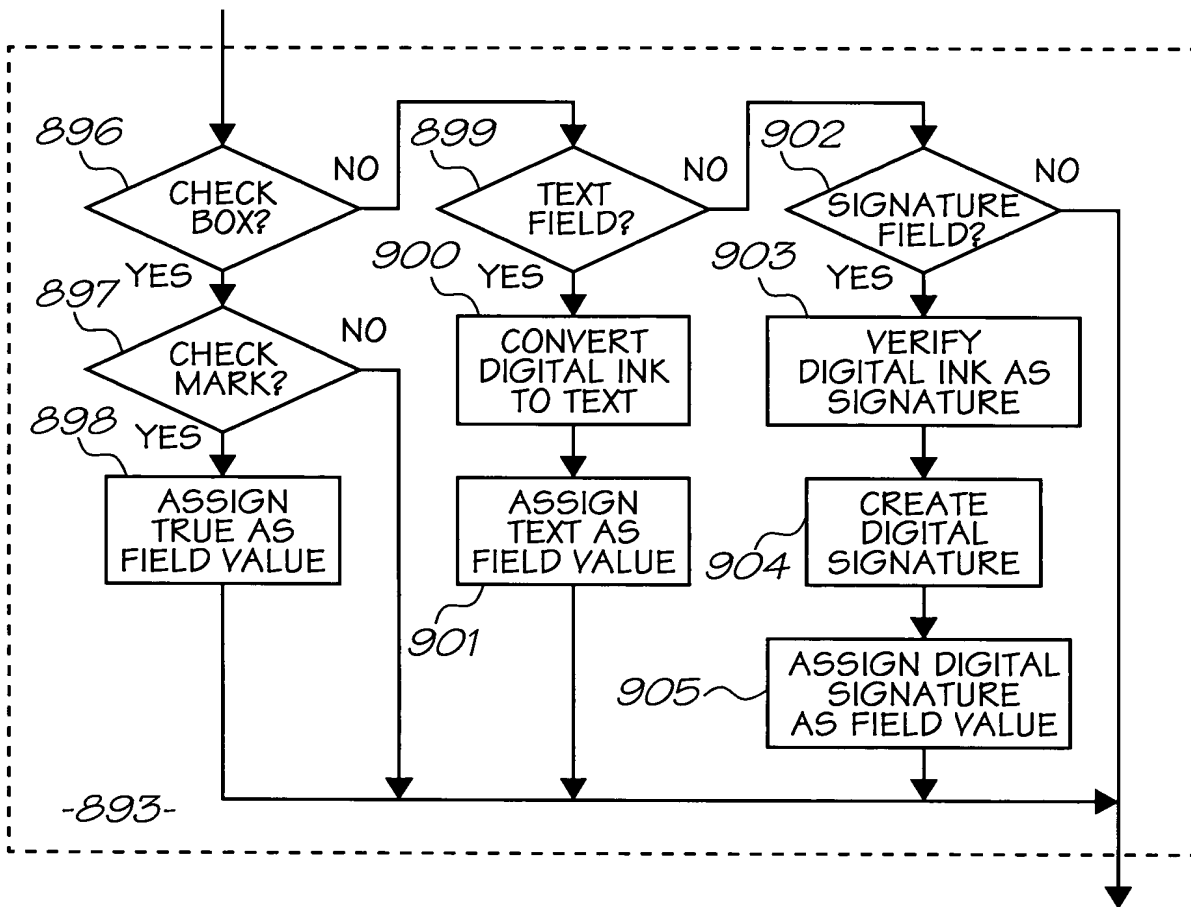 896
CHECK
BOX?
NO
YES
899
TEXT
FIELD?
NO
YES
902
SIGNATURE
FIELD?
NO
YES
897
CHECK
MARK?
NO
YES
900
CONVERT
DIGITAL INK
TO TEXT
903
VERIFY
DIGITAL INK AS
SIGNATURE
898
ASSIGN
TRUE AS
FIELD VALUE
ASSIGN
TEXT AS
FIELD VALUE
901
CREATE
DIGITAL
SIGNATURE
904
ASSIGN DIGITAL
SIGNATURE
AS FIELD VALUE
905
-893-